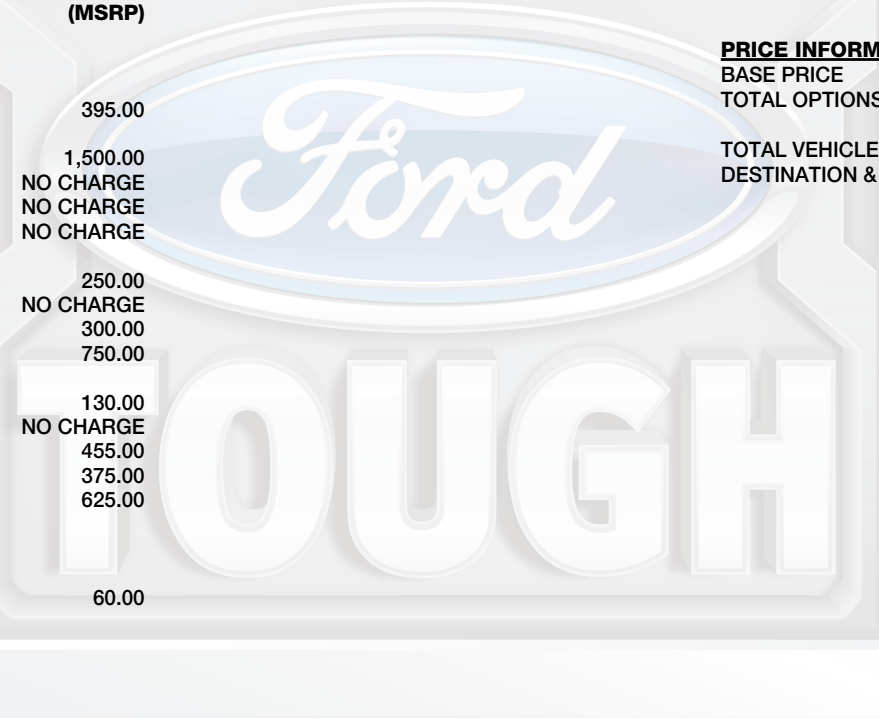 (MSRP)
395.00
1,500.00
NO CHARGE
NO CHARGE
NO CHARGE
250.00
NO CHARGE
300.00
750.00
130.00
NO CHARGE
455.00
375.00
625.00
60.00
PRICE INFORM
BASE PRICE
TOTAL OPTIONS
TOTAL VEHICLE
DESTINATION &
Ford
TOUGH